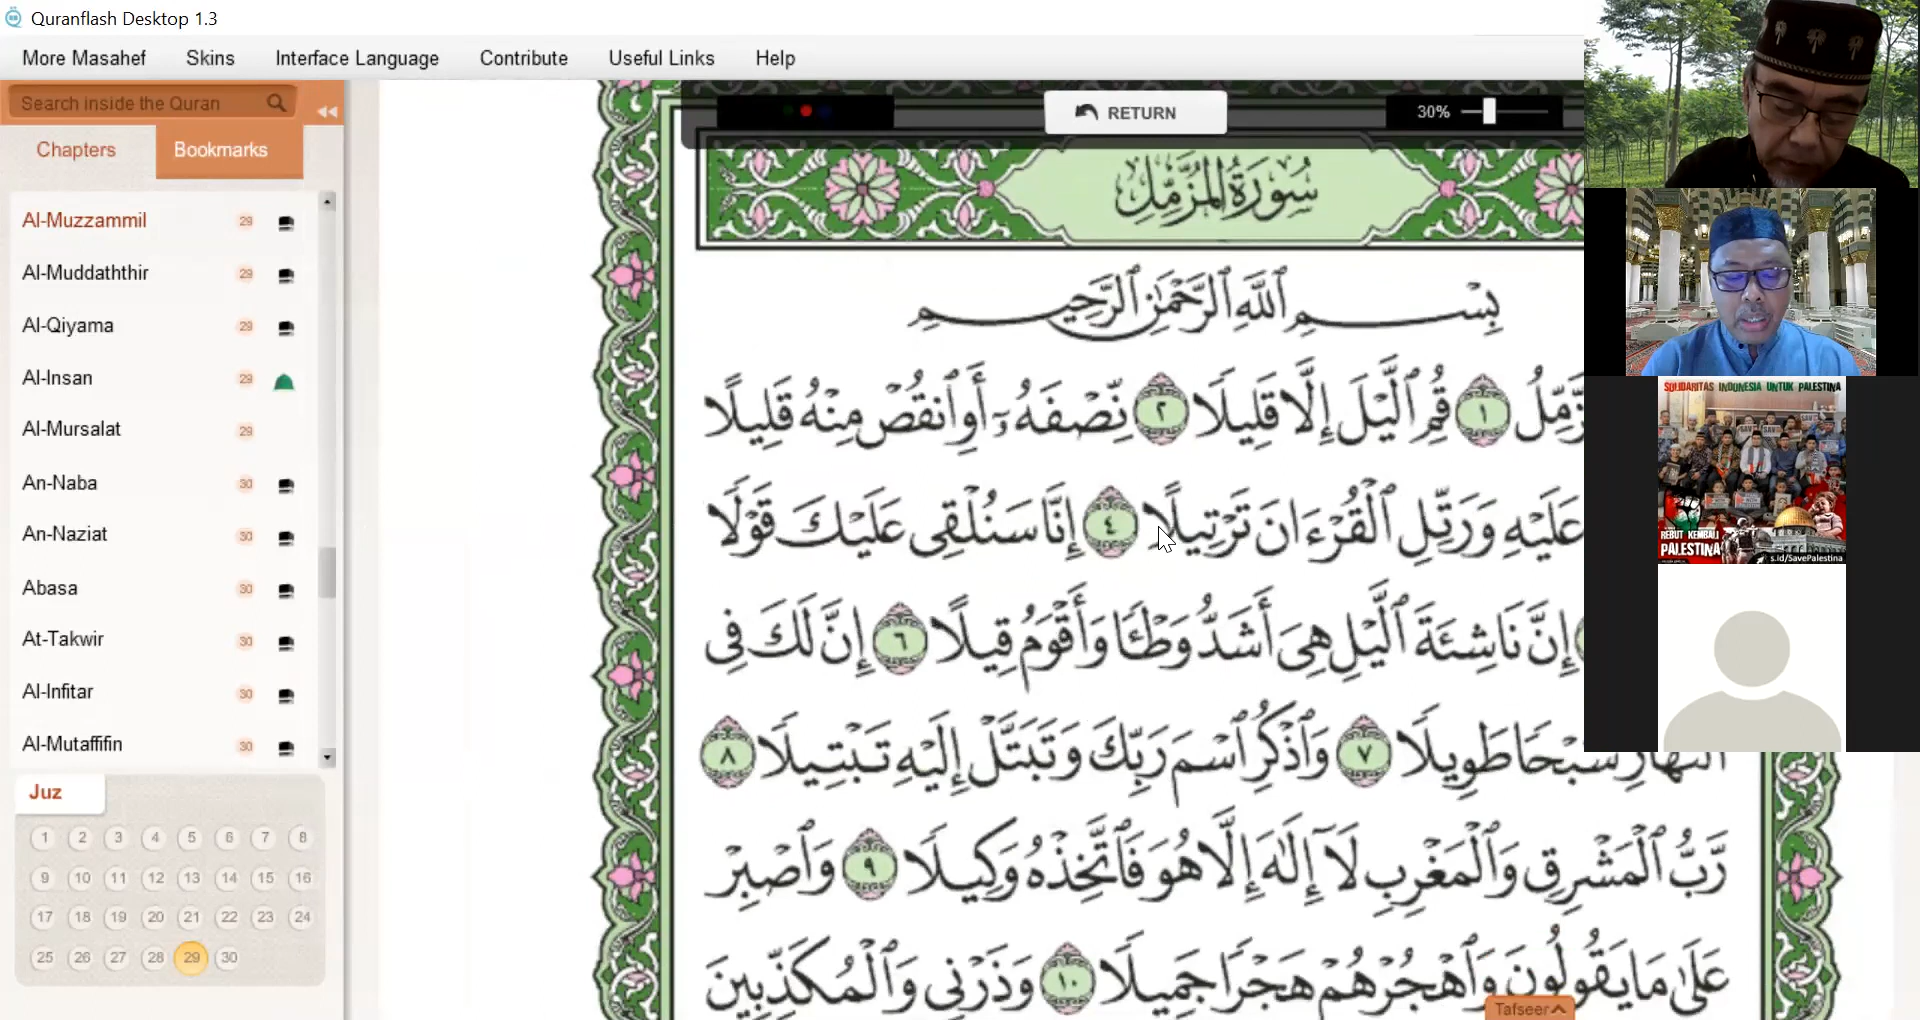 Quranflash Desktop 1.3
More Masahef Skins Interface Language Contribute Useful Links Help
Search inside the Quran
Chapters Bookmarks
Al-Muzzammil 29
Al-Muddaththir 29
Al-Qiyama 29
Al-Insan 29
Al-Mursalat 29
An-Naba 30
An-Naziat 30
Abasa 30
At-Takwir 30
Al-Infitar 30
Al-Mutaffifin 30
Juz
1 2 3 4 5 6 7 8
9 10 11 12 13 14 15 16
17 18 19 20 21 22 23 24
25 26 27 28 29 30
RETURN
30%
سُورَةُ المُزَّمِّل
بِسْمِ ٱللَّهِ ٱلرَّحْمَٰنِ ٱلرَّحِيمِ
١ قُمِ ٱلَّيْلَ إِلَّا قَلِيلًا ٢ نِّصْفَهُۥٓ أَوِ ٱنقُصْ مِنْهُ قَلِيلًا
عَلَيْهِ وَرَتِّلِ ٱلْقُرْءَانَ تَرْتِيلًا ٤ إِنَّا سَنُلْقِى عَلَيْكَ قَوْلًا
إِنَّ نَاشِئَةَ ٱلَّيْلِ هِىَ أَشَدُّ وَطْـًٔا وَأَقْوَمُ قِيلًا ٦ إِنَّ لَكَ فِى
ٱلنَّهَارِ سَبْحًا طَوِيلًا ٧ وَٱذْكُرِ ٱسْمَ رَبِّكَ وَتَبَتَّلْ إِلَيْهِ تَبْتِيلًا ٨
رَّبُّ ٱلْمَشْرِقِ وَٱلْمَغْرِبِ لَآ إِلَٰهَ إِلَّا هُوَ فَٱتَّخِذْهُ وَكِيلًا ٩ وَٱصْبِرْ
عَلَىٰ مَا يَقُولُونَ وَٱهْجُرْهُمْ هَجْرًا جَمِيلًا ١٠ وَذَرْنِى وَٱلْمُكَذِّبِينَ
Tafseer
SOLIDARITAS INDONESIA UNTUK PALESTINA
REBUT KEMBALI
PALESTINA
s.id/SavePalestina